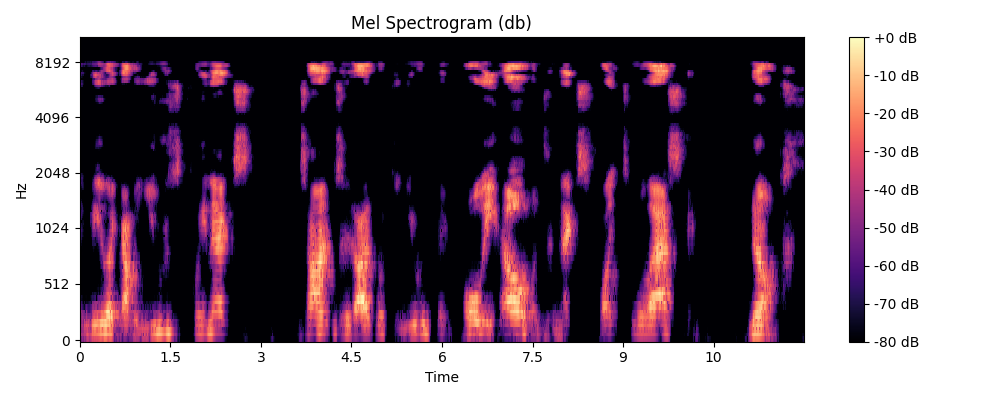 Mel Spectrogram (db)
+0 dB
8192
-10 dB
4096
-20 dB
-30 dB
Hz
2048
-40 dB
1024
-50 dB
-60 dB
512
-70 dB
0
-80 dB
0 1.5 3 4.5 6 7.5 9 10
Time